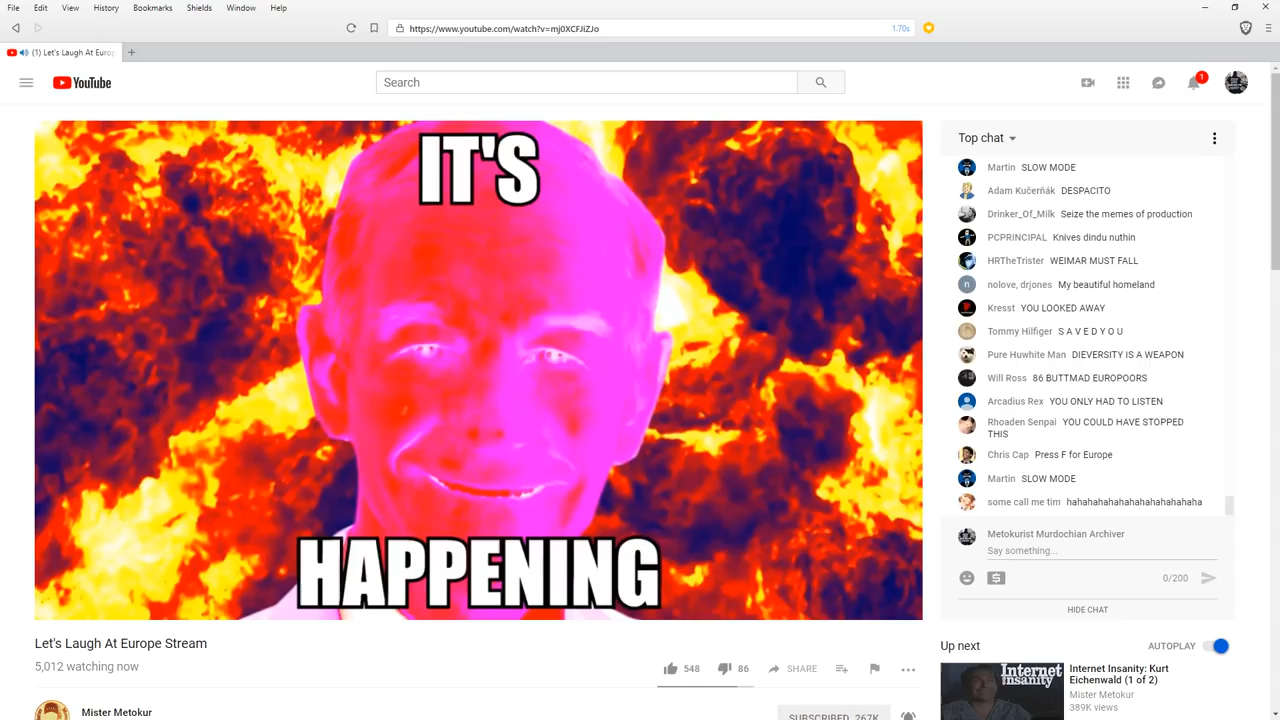 File Edit View History Bookmarks Shields Window Help
https://www.youtube.com/watch?v=mj0XCFJiZJo 1.70s
(1) Let's Laugh At Euro
YouTube
Search
1
IT'S
HAPPENING
Top chat
Martin SLOW MODE
Adam Kučerňák DESPACITO
Drinker_Of_Milk Seize the memes of production
PCPRINCIPAL Knives dindu nuthin
HRTheTrister WEIMAR MUST FALL
n nolove, drjones My beautiful homeland
Kresst YOU LOOKED AWAY
Tommy Hilfiger S A V E D Y O U
Pure Huwhite Man DIEVERSITY IS A WEAPON
Will Ross 86 BUTTMAD EUROPOORS
Arcadius Rex YOU ONLY HAD TO LISTEN
Rhoaden Senpai YOU COULD HAVE STOPPED
THIS
Chris Cap Press F for Europe
Martin SLOW MODE
some call me tim hahahahahahahahahahahaha
Metokurist Murdochian Archiver
Say something...
0/200
HIDE CHAT
Let's Laugh At Europe Stream
5,012 watching now
548 86 SHARE
Mister Metokur
SUBSCRIBED 267K
Up next AUTOPLAY
Internet
Insanity
Internet Insanity: Kurt
Eichenwald (1 of 2)
Mister Metokur
389K views